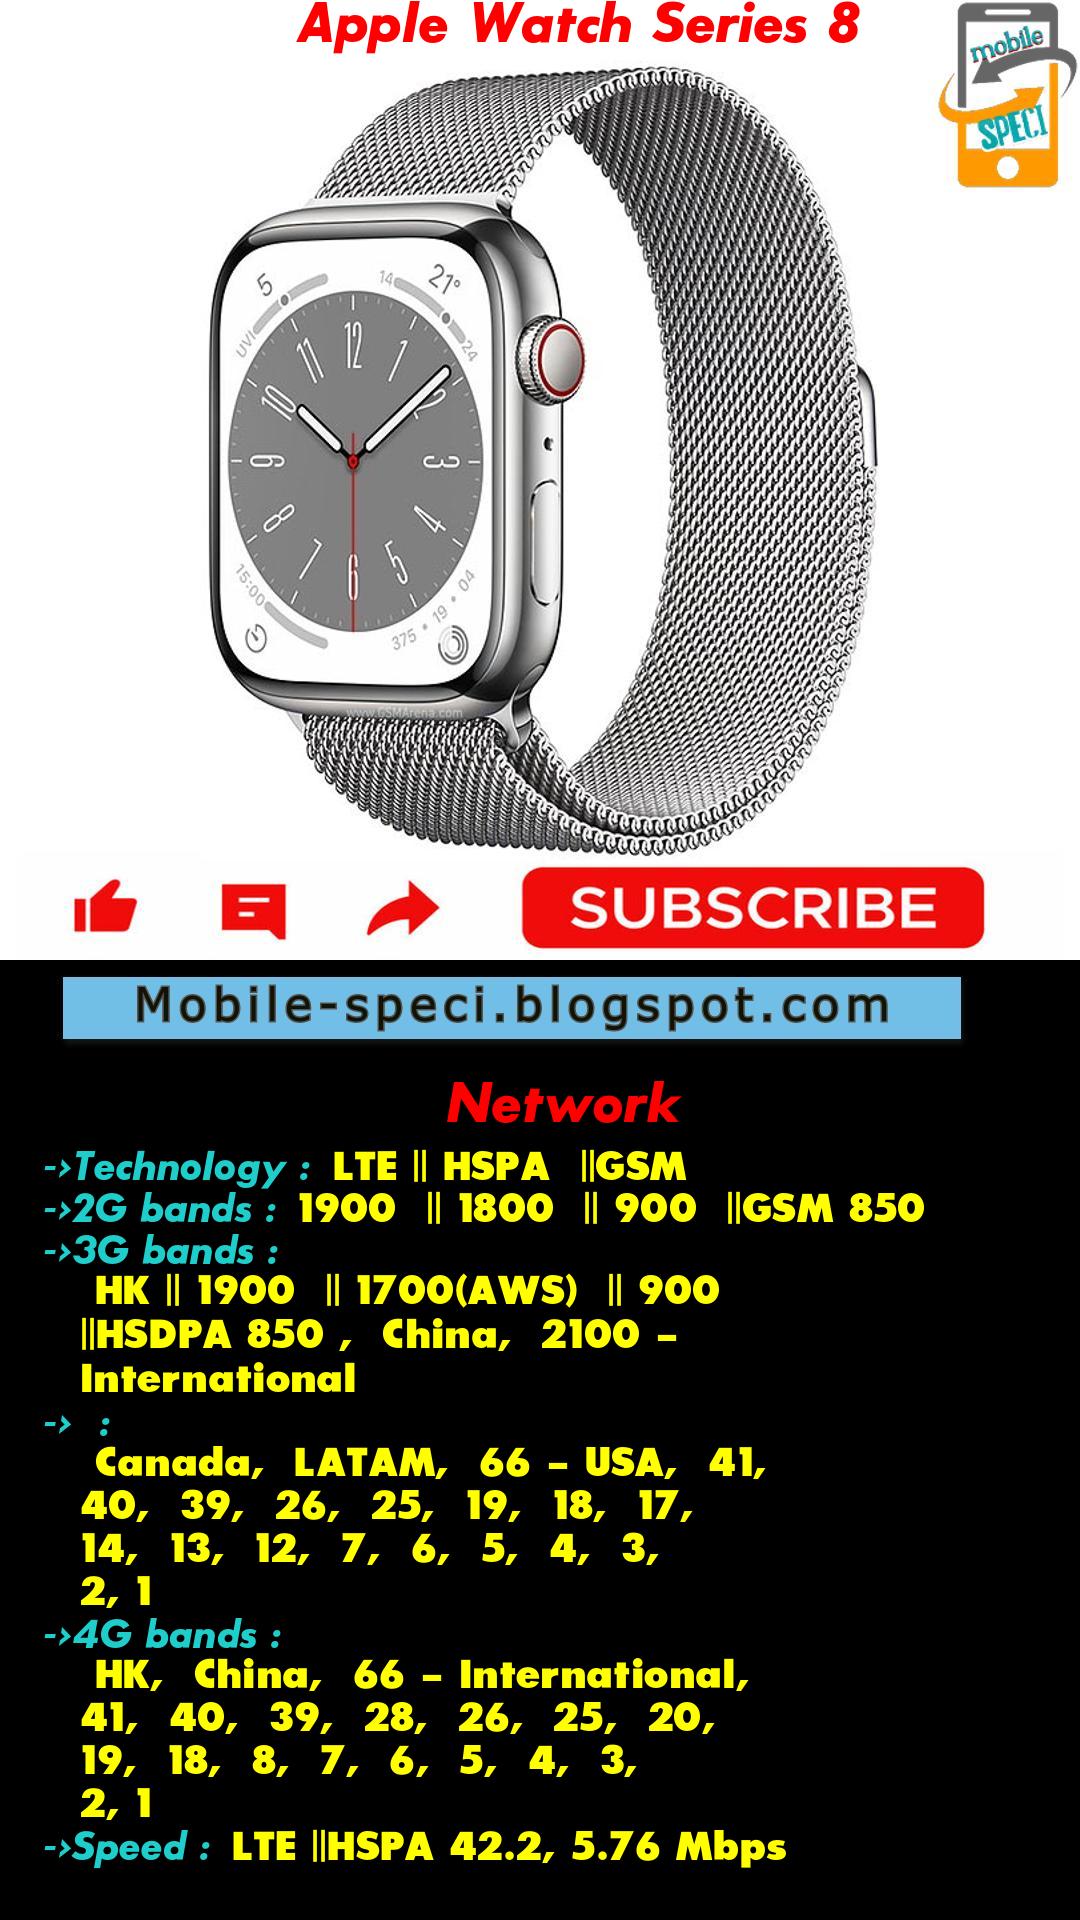 Apple Watch Series 8
mobile
SPECI
5
UVI
14
21°
24
12
11
1
10
2
9
3
8
4
7
5
6
15:00
375 • 19 • 04
www.GSMArena.com
SUBSCRIBE
Mobile-speci.blogspot.com
Network
->Technology : LTE || HSPA ||GSM
->2G bands : 1900 || 1800 || 900 ||GSM 850
->3G bands :
HK || 1900 || 1700(AWS) || 900
||HSDPA 850 , China, 2100 –
International
-> :
Canada, LATAM, 66 – USA, 41,
40, 39, 26, 25, 19, 18, 17,
14, 13, 12, 7, 6, 5, 4, 3,
2, 1
->4G bands :
HK, China, 66 – International,
41, 40, 39, 28, 26, 25, 20,
19, 18, 8, 7, 6, 5, 4, 3,
2, 1
->Speed : LTE ||HSPA 42.2, 5.76 Mbps